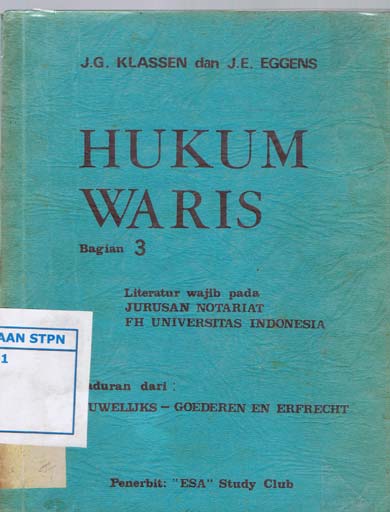 J.G. KLASSEN dan J.E. EGGENS
HUKUM
WARIS
Bagian 3
Literatur wajib pada
JURUSAN NOTARIAT
FH UNIVERSITAS INDONESIA
AAN STPN
1
aduran dari :
UWELIJKS - GOEDEREN EN ERFRECHT
Penerbit: "ESA" Study Club